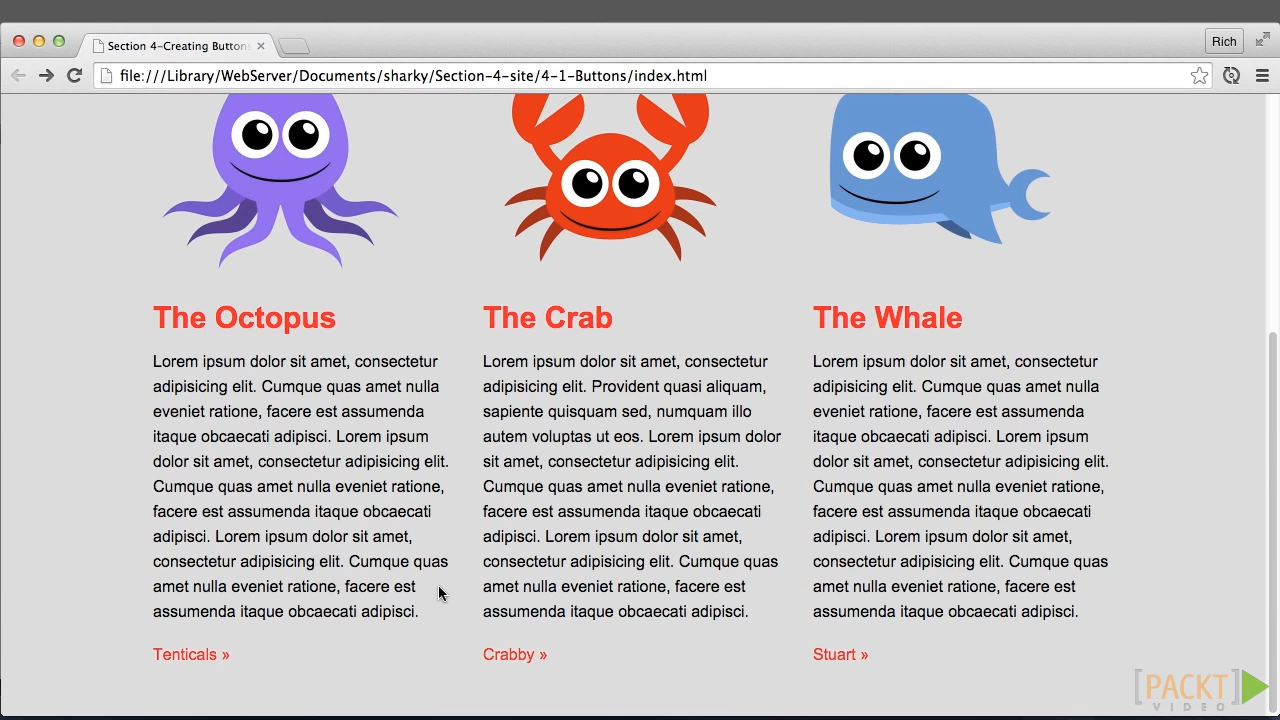 Section 4-Creating Buttons
Rich
file:///Library/WebServer/Documents/sharky/Section-4-site/4-1-Buttons/index.html
The Octopus
Lorem ipsum dolor sit amet, consectetur
adipisicing elit. Cumque quas amet nulla
eveniet ratione, facere est assumenda
itaque obcaecati adipisci. Lorem ipsum
dolor sit amet, consectetur adipisicing elit.
Cumque quas amet nulla eveniet ratione,
facere est assumenda itaque obcaecati
adipisci. Lorem ipsum dolor sit amet,
consectetur adipisicing elit. Cumque quas
amet nulla eveniet ratione, facere est
assumenda itaque obcaecati adipisci.
Tenticals »
The Crab
Lorem ipsum dolor sit amet, consectetur
adipisicing elit. Provident quasi aliquam,
sapiente quisquam sed, numquam illo
autem voluptas ut eos. Lorem ipsum dolor
sit amet, consectetur adipisicing elit.
Cumque quas amet nulla eveniet ratione,
facere est assumenda itaque obcaecati
adipisci. Lorem ipsum dolor sit amet,
consectetur adipisicing elit. Cumque quas
amet nulla eveniet ratione, facere est
assumenda itaque obcaecati adipisci.
Crabby »
The Whale
Lorem ipsum dolor sit amet, consectetur
adipisicing elit. Cumque quas amet nulla
eveniet ratione, facere est assumenda
itaque obcaecati adipisci. Lorem ipsum
dolor sit amet, consectetur adipisicing elit.
Cumque quas amet nulla eveniet ratione,
facere est assumenda itaque obcaecati
adipisci. Lorem ipsum dolor sit amet,
consectetur adipisicing elit. Cumque quas
amet nulla eveniet ratione, facere est
assumenda itaque obcaecati adipisci.
Stuart »
[PACKT]
VIDEO